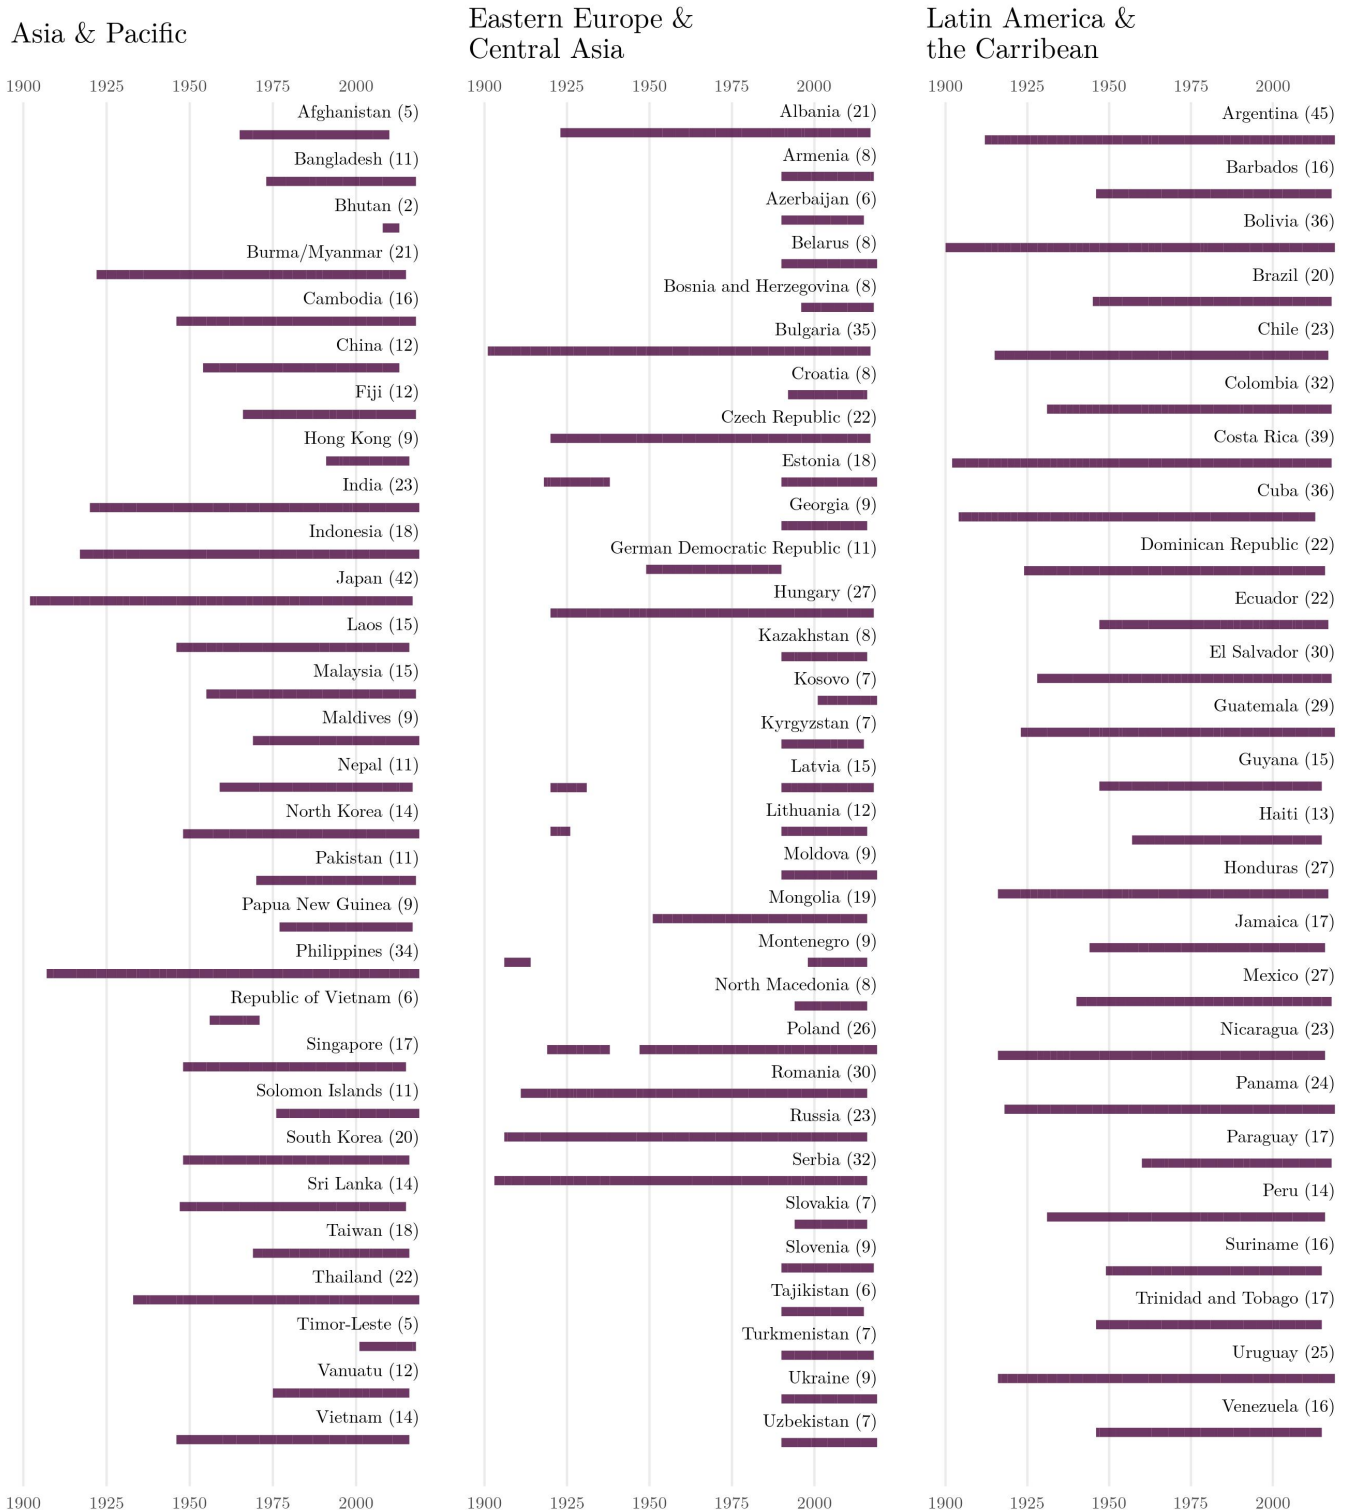 Asia & Pacific
1900 1925 1950 1975 2000
Afghanistan (5)
Bangladesh (11)
Bhutan (2)
Burma/Myanmar (21)
Cambodia (16)
China (12)
Fiji (12)
Hong Kong (9)
India (23)
Indonesia (18)
Japan (42)
Laos (15)
Malaysia (15)
Maldives (9)
Nepal (11)
North Korea (14)
Pakistan (11)
Papua New Guinea (9)
Philippines (34)
Republic of Vietnam (6)
Singapore (17)
Solomon Islands (11)
South Korea (20)
Sri Lanka (14)
Taiwan (18)
Thailand (22)
Timor-Leste (5)
Vanuatu (12)
Vietnam (14)
1900 1925 1950 1975 2000
Eastern Europe &
Central Asia
1900 1925 1950 1975 2000
Albania (21)
Armenia (8)
Azerbaijan (6)
Belarus (8)
Bosnia and Herzegovina (8)
Bulgaria (35)
Croatia (8)
Czech Republic (22)
Estonia (18)
Georgia (9)
German Democratic Republic (11)
Hungary (27)
Kazakhstan (8)
Kosovo (7)
Kyrgyzstan (7)
Latvia (15)
Lithuania (12)
Moldova (9)
Mongolia (19)
Montenegro (9)
North Macedonia (8)
Poland (26)
Romania (30)
Russia (23)
Serbia (32)
Slovakia (7)
Slovenia (9)
Tajikistan (6)
Turkmenistan (7)
Ukraine (9)
Uzbekistan (7)
1900 1925 1950 1975 2000
Latin America &
the Carribean
1900 1925 1950 1975 2000
Argentina (45)
Barbados (16)
Bolivia (36)
Brazil (20)
Chile (23)
Colombia (32)
Costa Rica (39)
Cuba (36)
Dominican Republic (22)
Ecuador (22)
El Salvador (30)
Guatemala (29)
Guyana (15)
Haiti (13)
Honduras (27)
Jamaica (17)
Mexico (27)
Nicaragua (23)
Panama (24)
Paraguay (17)
Peru (14)
Suriname (16)
Trinidad and Tobago (17)
Uruguay (25)
Venezuela (16)
1900 1925 1950 1975 2000